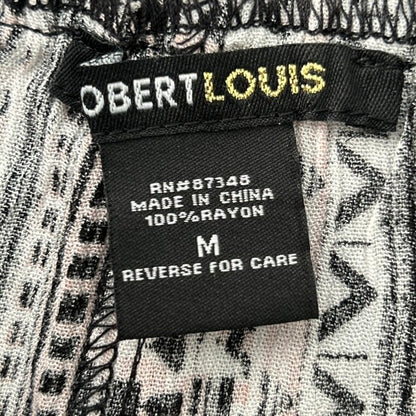 OBERTLOUIS
RN#87348
MADE IN CHINA
100%RAYON
M
REVERSE FOR CARE